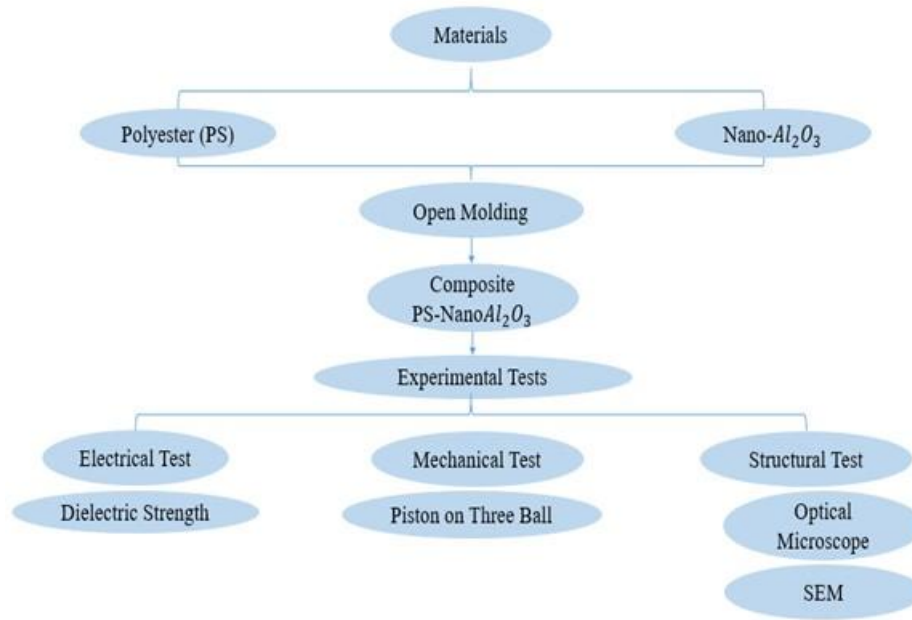 Materials
Polyester (PS)
Nano-Al₂O₃
Open Molding
Composite
PS-NanoAl₂O₃
Experimental Tests
Electrical Test
Mechanical Test
Structural Test
Dielectric Strength
Piston on Three Ball
Optical
Microscope
SEM